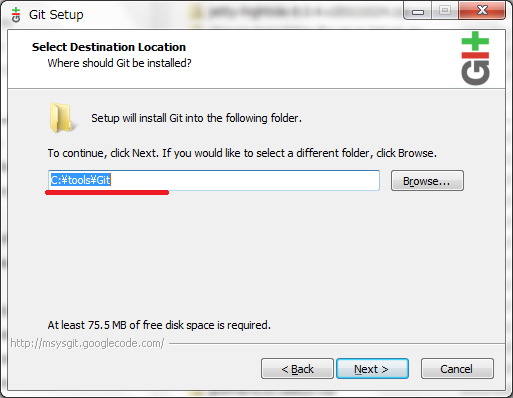 Git Setup
Select Destination Location
Where should Git be installed?
Git
Setup will install Git into the following folder.
To continue, click Next. If you would like to select a different folder, click Browse.
C:¥tools¥Git
Browse...
At least 75.5 MB of free disk space is required.
http://msysgit.googlecode.com/
< Back
Next >
Cancel